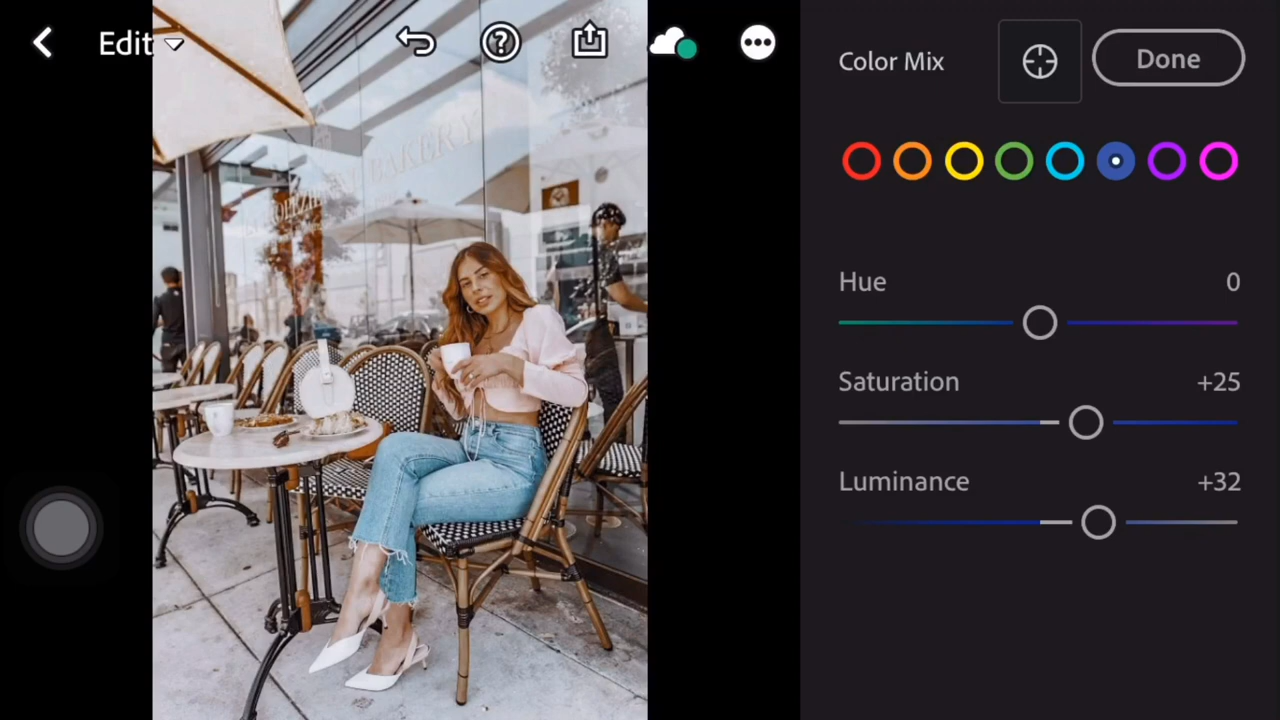 Edit
Color Mix
Done
BAKERY
Hue 0
Saturation +25
Luminance +32